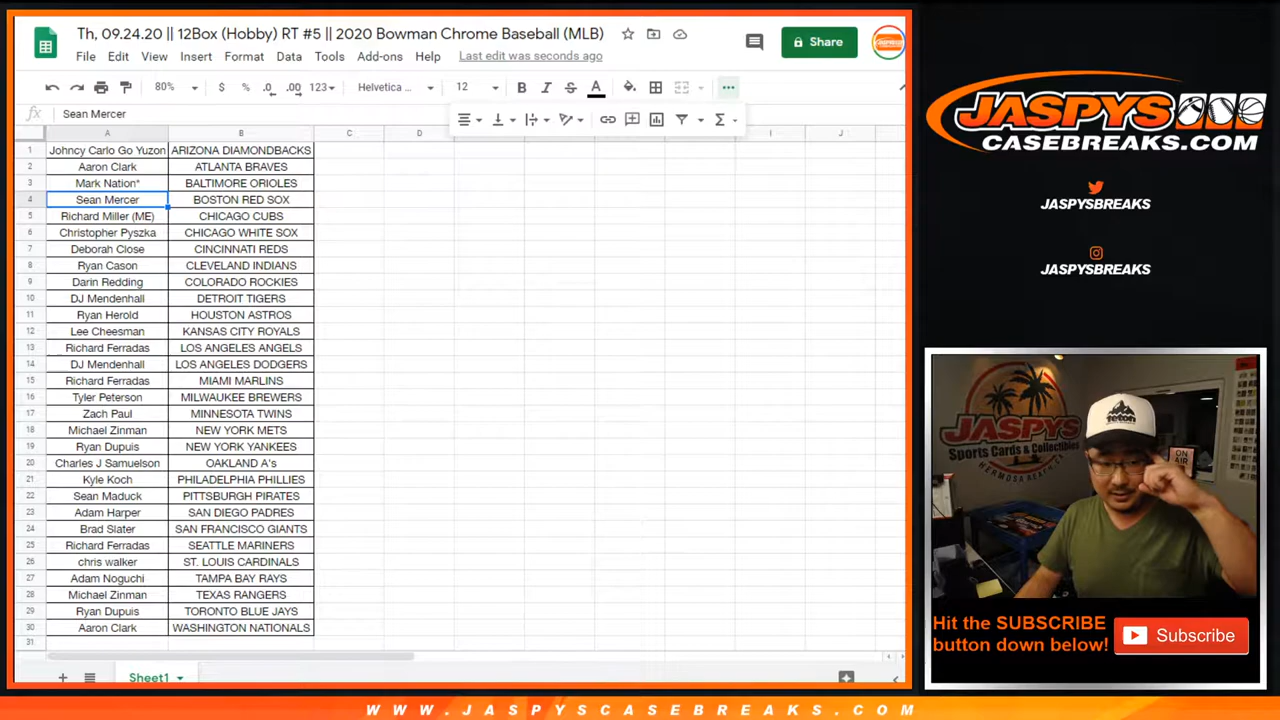 Th, 09.24.20 || 12Box (Hobby) RT #5 || 2020 Bowman Chrome Baseball (MLB)
File Edit View Insert Format Data Tools Add-ons Help Last edit was seconds ago
Share
80% $ % .0 .00 123 Helvetica ... 12 B I S A
fx Sean Mercer
A B C D I J
1 Johncy Carlo Go Yuzon ARIZONA DIAMONDBACKS
2 Aaron Clark ATLANTA BRAVES
3 Mark Nation* BALTIMORE ORIOLES
4 Sean Mercer BOSTON RED SOX
5 Richard Miller (ME) CHICAGO CUBS
6 Christopher Pyszka CHICAGO WHITE SOX
7 Deborah Close CINCINNATI REDS
8 Ryan Cason CLEVELAND INDIANS
9 Darin Redding COLORADO ROCKIES
10 DJ Mendenhall DETROIT TIGERS
11 Ryan Herold HOUSTON ASTROS
12 Lee Cheesman KANSAS CITY ROYALS
13 Richard Ferradas LOS ANGELES ANGELS
14 DJ Mendenhall LOS ANGELES DODGERS
15 Richard Ferradas MIAMI MARLINS
16 Tyler Peterson MILWAUKEE BREWERS
17 Zach Paul MINNESOTA TWINS
18 Michael Zinman NEW YORK METS
19 Ryan Dupuis NEW YORK YANKEES
20 Charles J Samuelson OAKLAND A's
21 Kyle Koch PHILADELPHIA PHILLIES
22 Sean Maduck PITTSBURGH PIRATES
23 Adam Harper SAN DIEGO PADRES
24 Brad Slater SAN FRANCISCO GIANTS
25 Richard Ferradas SEATTLE MARINERS
26 chris walker ST. LOUIS CARDINALS
27 Adam Noguchi TAMPA BAY RAYS
28 Michael Zinman TEXAS RANGERS
29 Ryan Dupuis TORONTO BLUE JAYS
30 Aaron Clark WASHINGTON NATIONALS
31
Sheet1
JASPYS
CASEBREAKS.COM
JASPYSBREAKS
JASPYSBREAKS
JASPYS
Sports Cards & Collectibles
HERMOSA BEACH, CA
teton
ON AIR
Hit the SUBSCRIBE
button down below!
Subscribe
WWW.JASPYSCASEBREAKS.COM